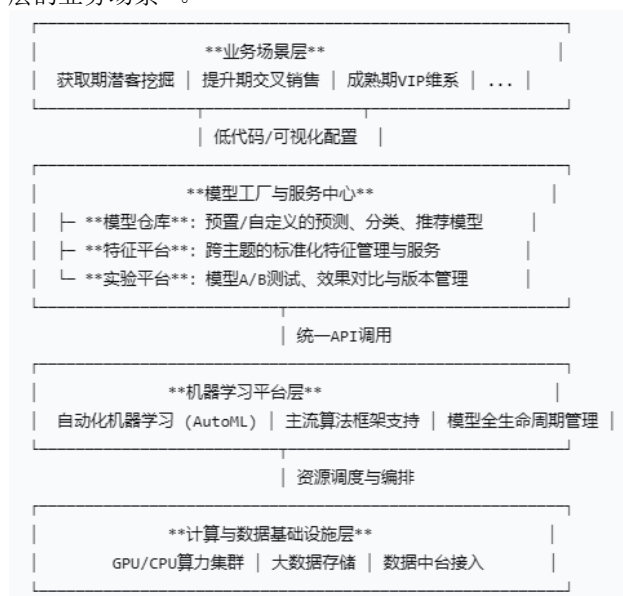 **业务场景层**
获取期潜客挖掘 | 提升期交叉销售 | 成熟期VIP维系 | ...
低代码/可视化配置
**模型工厂与服务中心**
├─ **模型仓库**: 预置/自定义的预测、分类、推荐模型
├─ **特征平台**: 跨主题的标准化特征管理与服务
└─ **实验平台**: 模型A/B测试、效果对比与版本管理
统一API调用
**机器学习平台层**
自动化机器学习 (AutoML) | 主流算法框架支持 | 模型全生命周期管理
资源调度与编排
**计算与数据基础设施层**
GPU/CPU算力集群 | 大数据存储 | 数据中台接入